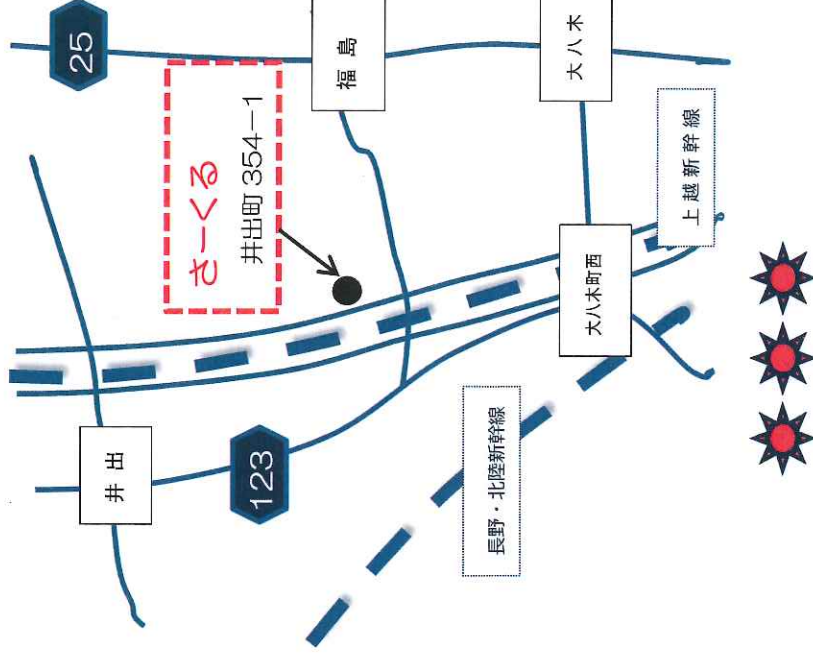 25
さーくる
井出町 354－1
福島
大八木
井出
123
大八木町西
上越新幹線
長野・北陸新幹線